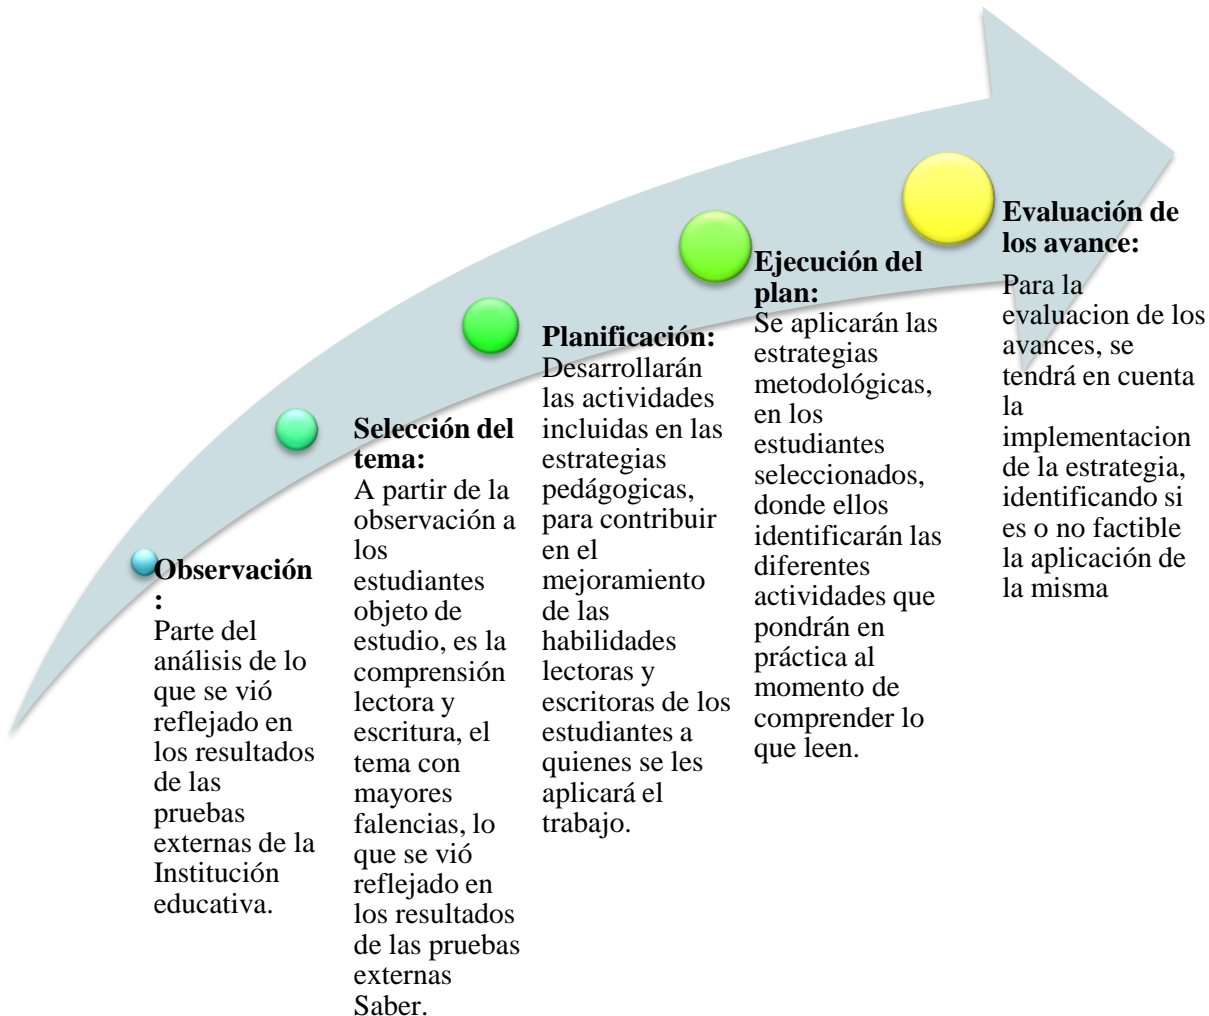 Observación
:
Parte del
análisis de lo
que se vió
reflejado en
los resultados
de las
pruebas
externas de la
Institución
educativa.
Selección del
tema:
A partir de la
observación a
los
estudiantes
objeto de
estudio, es la
comprensión
lectora y
escritura, el
tema con
mayores
falencias, lo
que se vió
reflejado en
los resultados
de las pruebas
externas
Saber.
Planificación:
Desarrollarán
las actividades
incluidas en las
estrategias
pedágogicas,
para contribuir
en el
mejoramiento
de las
habilidades
lectoras y
escritoras de los
estudiantes a
quienes se les
aplicará el
trabajo.
Ejecución del
plan:
Se aplicarán las
estrategias
metodológicas,
en los
estudiantes
seleccionados,
donde ellos
identificarán las
diferentes
actividades que
pondrán en
práctica al
momento de
comprender lo
que leen.
Evaluación de
los avance:
Para la
evaluacion de los
avances, se
tendrá en cuenta
la
implementacion
de la estrategia,
identificando si
es o no factible
la aplicación de
la misma